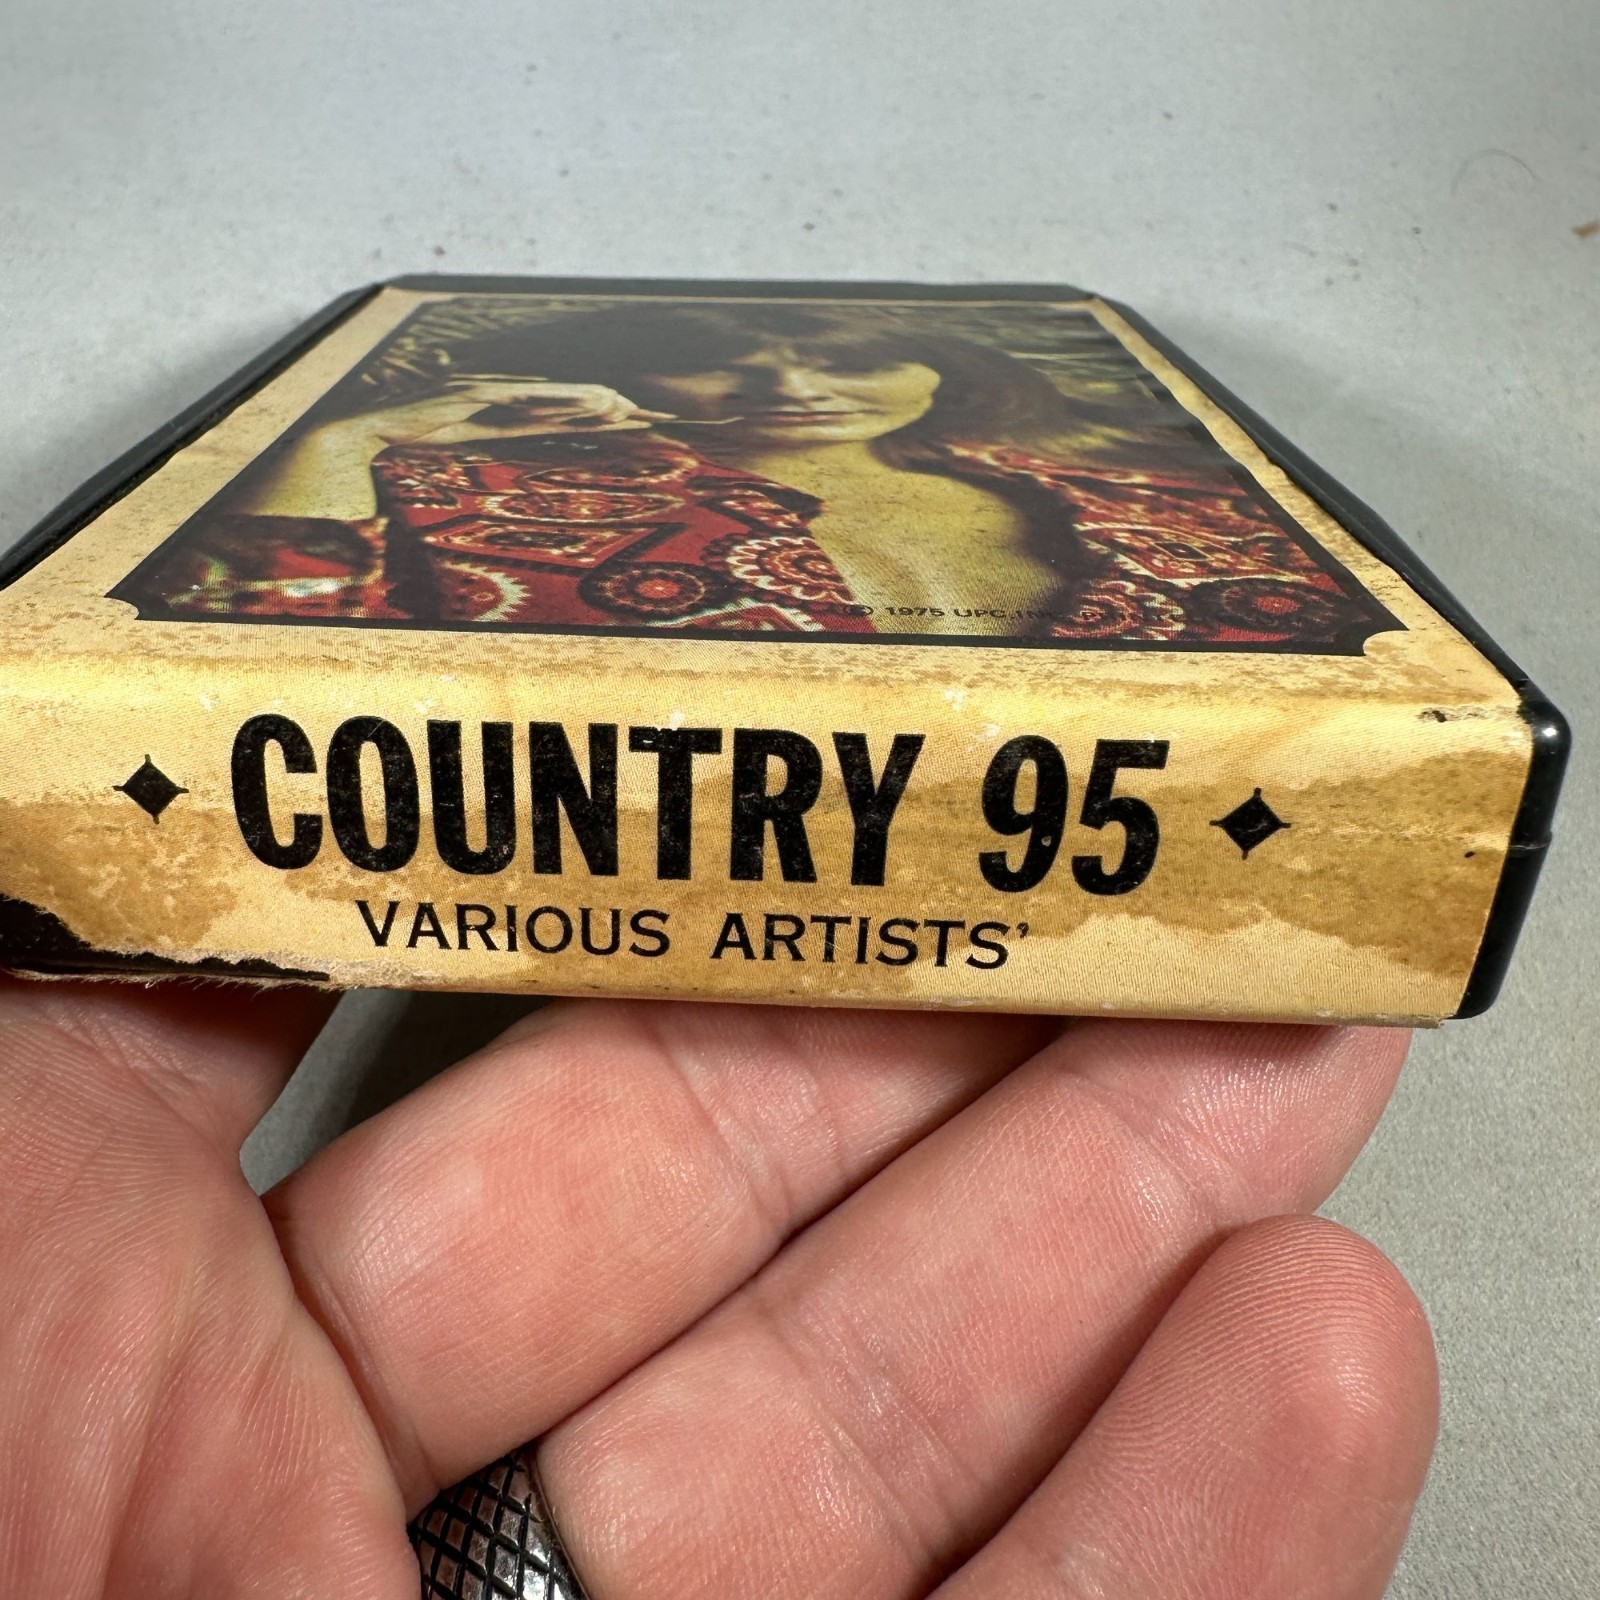 © 1975 UPC, INC.
COUNTRY 95
VARIOUS ARTISTS'